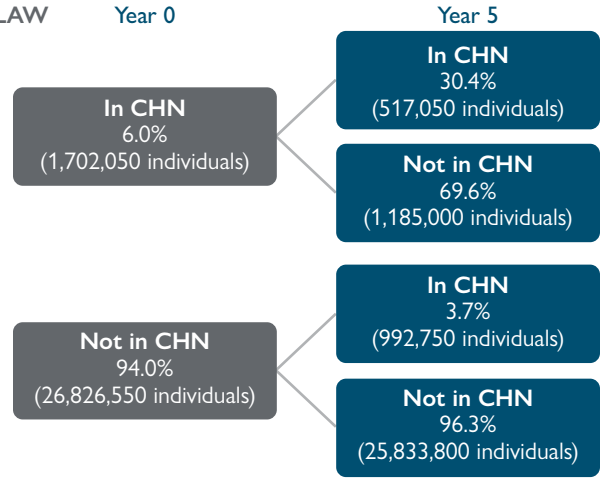 LAW Year 0 Year 5
In CHN
6.0%
(1,702,050 individuals)
In CHN
30.4%
(517,050 individuals)
Not in CHN
69.6%
(1,185,000 individuals)
Not in CHN
94.0%
(26,826,550 individuals)
In CHN
3.7%
(992,750 individuals)
Not in CHN
96.3%
(25,833,800 individuals)